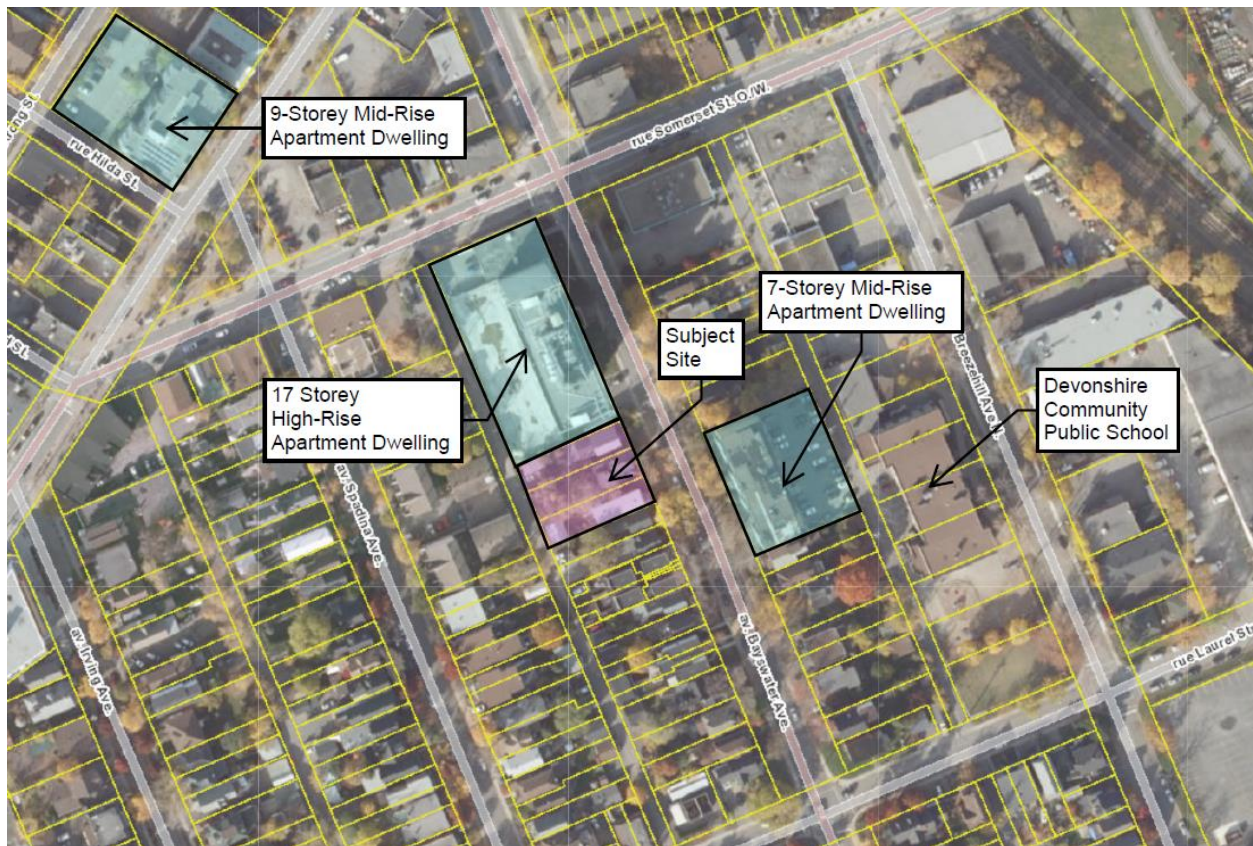 9-Storey Mid-Rise
Apartment Dwelling
rue Hilda St.
rue Somerset St. O./W.
7-Storey Mid-Rise
Apartment Dwelling
Subject
Site
17 Storey
High-Rise
Apartment Dwelling
Devonshire
Community
Public School
Breezehill Ave. N.
av. Spadina Ave.
av. Irving Ave.
av. Bayswater Ave.
rue Laurel St.